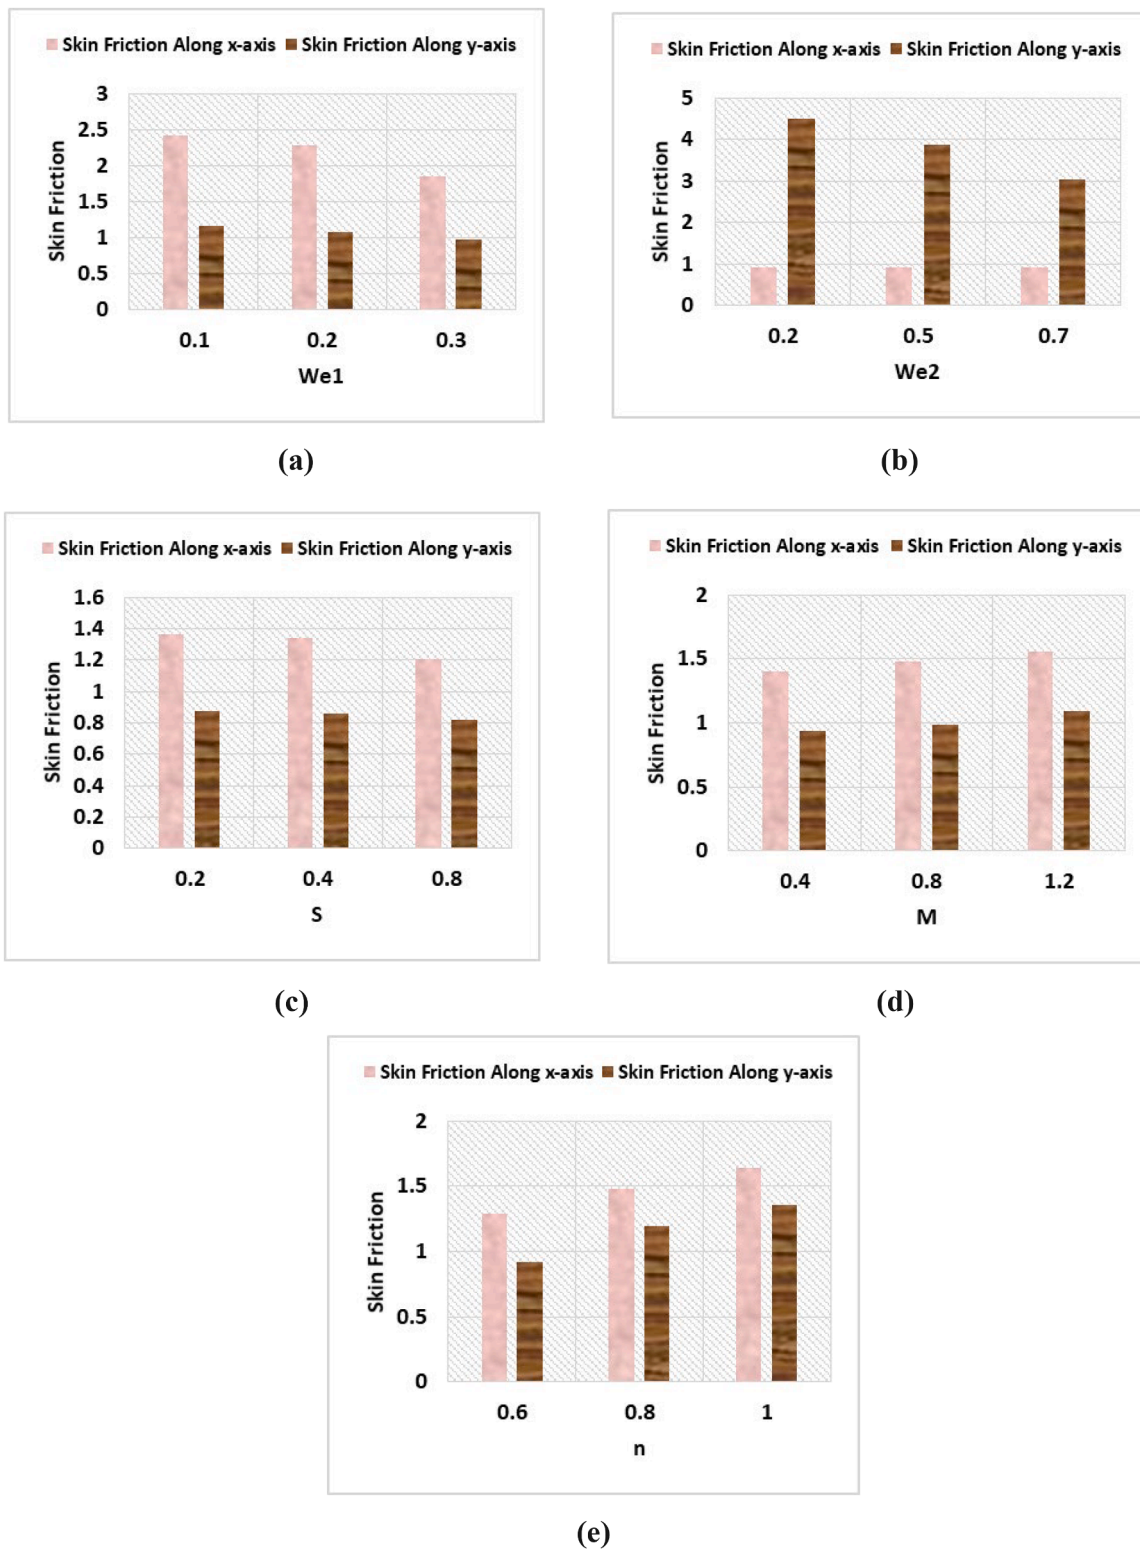 Skin Friction Along x-axis Skin Friction Along y-axis
3
2.5
2
1.5
1
0.5
0
Skin Friction
0.1 0.2 0.3
We1
(a)
Skin Friction Along x-axis Skin Friction Along y-axis
5
4
3
2
1
0
Skin Friction
0.2 0.5 0.7
We2
(b)
Skin Friction Along x-axis Skin Friction Along y-axis
1.6
1.4
1.2
1
0.8
0.6
0.4
0.2
0
Skin Friction
0.2 0.4 0.8
S
(c)
Skin Friction Along x-axis Skin Friction Along y-axis
2
1.5
1
0.5
0
Skin Friction
0.4 0.8 1.2
M
(d)
Skin Friction Along x-axis Skin Friction Along y-axis
2
1.5
1
0.5
0
Skin Friction
0.6 0.8 1
n
(e)